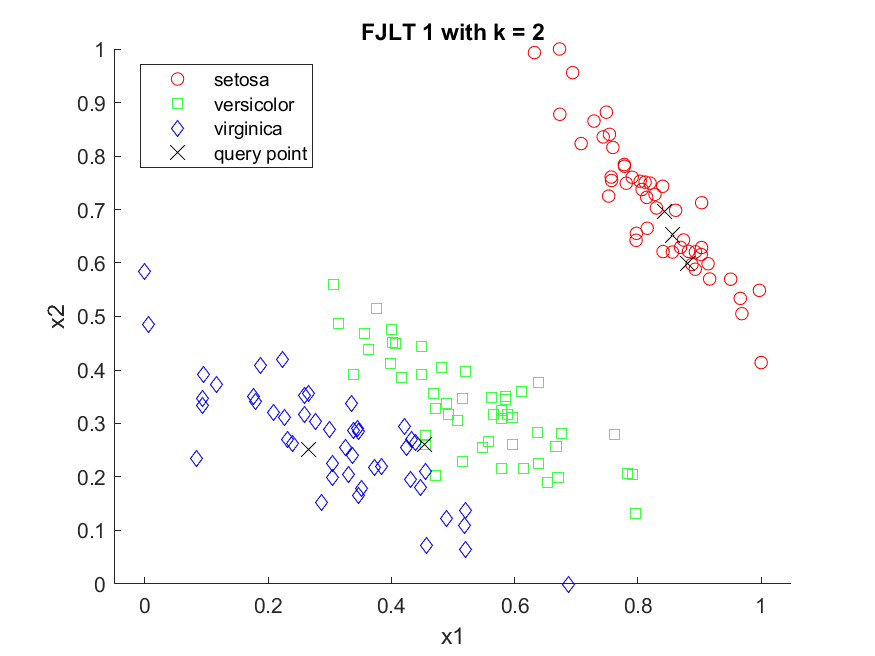 FJLT 1 with k = 2
setosa
versicolor
virginica
query point
1
0.9
0.8
0.7
0.6
0.5
0.4
0.3
0.2
0.1
0
x2
0 0.2 0.4 0.6 0.8 1
x1